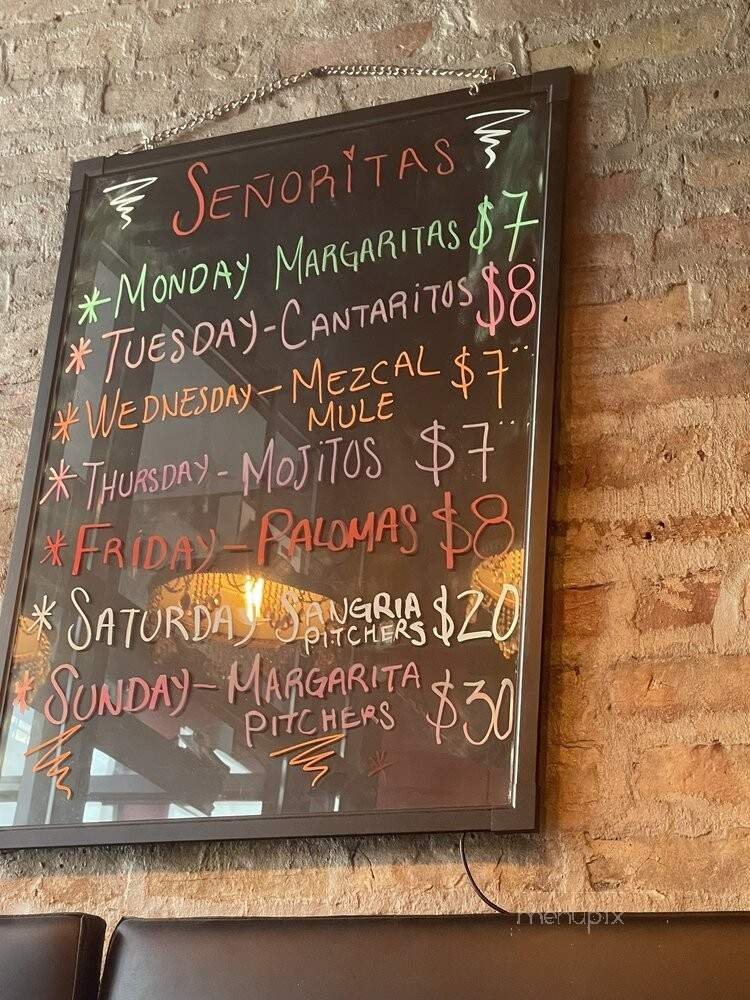 SEÑORITAS
*MONDAY MARGARITAS $7
*TUESDAY-CANTARITOS $8
*WEDNESDAY-MEZCAL $7
MULE
*THURSDAY-MOJITOS $7
*FRIDAY-PALOMAS $8
*SATURDAY-SANGRIA $20
PITCHERS
*SUNDAY-MARGARITA $30
PITCHERS
menupix